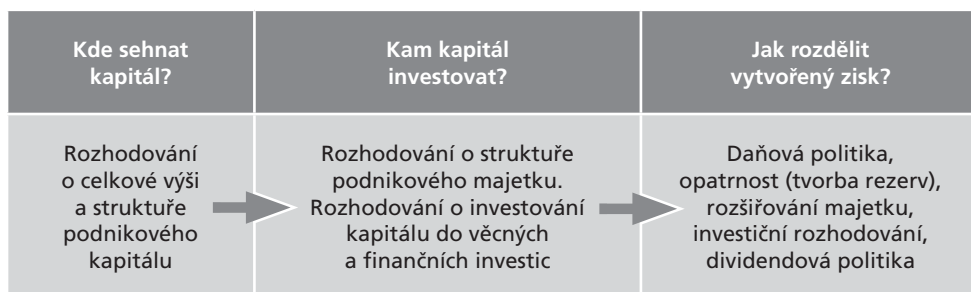 Kde sehnat
kapitál?
Kam kapitál
investovat?
Jak rozdělit
vytvořený zisk?
Rozhodování
o celkové výši
a struktuře
podnikového
kapitálu
Rozhodování o struktuře
podnikového majetku.
Rozhodování o investování
kapitálu do věcných
a finančních investic
Daňová politika,
opatrnost (tvorba rezerv),
rozšiřování majetku,
investiční rozhodování,
dividendová politika